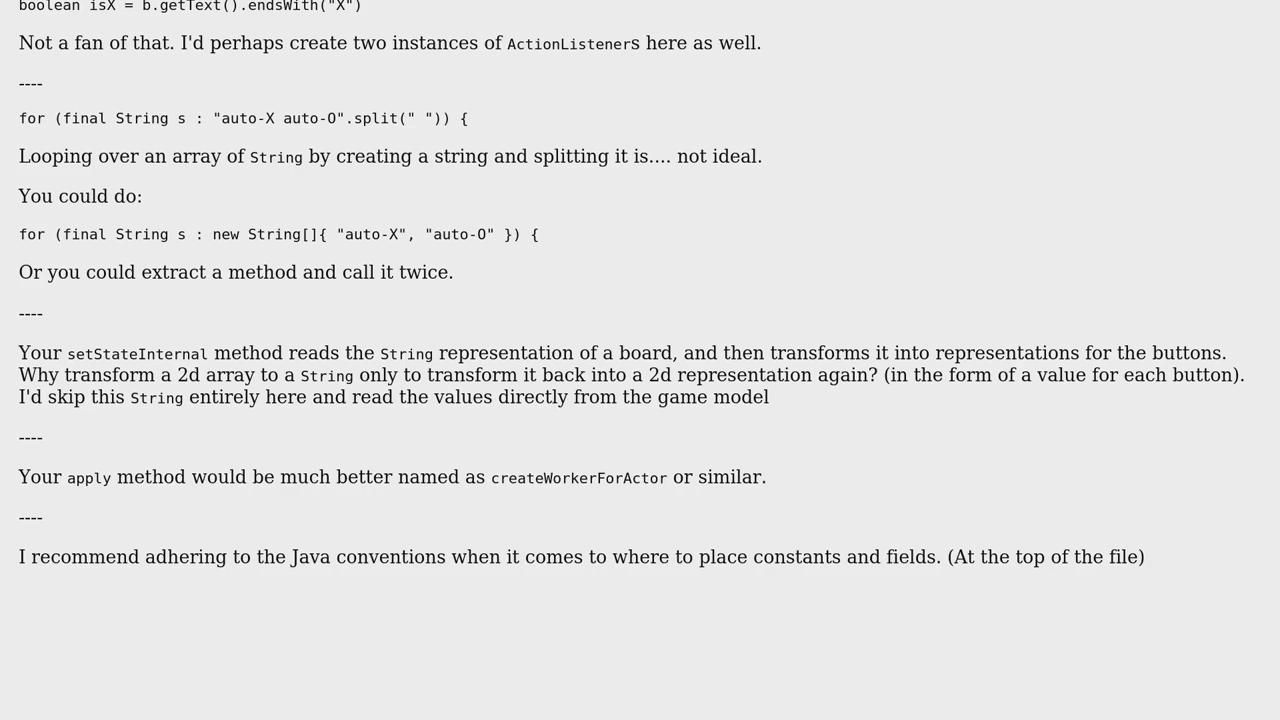 boolean isX = b.getText().endsWith("X")
Not a fan of that. I'd perhaps create two instances of ActionListeners here as well.
----
for (final String s : "auto-X auto-O".split(" ")) {
Looping over an array of String by creating a string and splitting it is.... not ideal.
You could do:
for (final String s : new String[]{ "auto-X", "auto-O" }) {
Or you could extract a method and call it twice.
----
Your setStateInternal method reads the String representation of a board, and then transforms it into representations for the buttons.
Why transform a 2d array to a String only to transform it back into a 2d representation again? (in the form of a value for each button).
I'd skip this String entirely here and read the values directly from the game model
----
Your apply method would be much better named as createWorkerForActor or similar.
----
I recommend adhering to the Java conventions when it comes to where to place constants and fields. (At the top of the file)